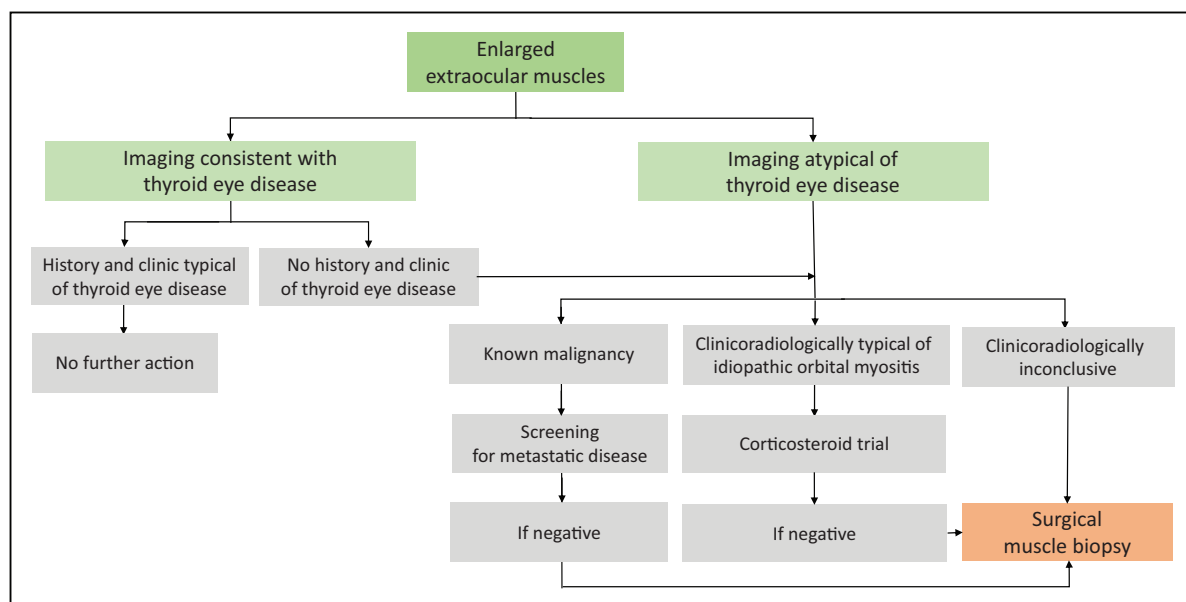 Enlarged
extraocular muscles
Imaging consistent with
thyroid eye disease
Imaging atypical of
thyroid eye disease
History and clinic typical
of thyroid eye disease
No history and clinic
of thyroid eye disease
No further action
Known malignancy
Clinicoradiologically typical of
idiopathic orbital myositis
Clinicoradiologically
inconclusive
Screening
for metastatic disease
Corticosteroid trial
If negative
If negative
Surgical
muscle biopsy